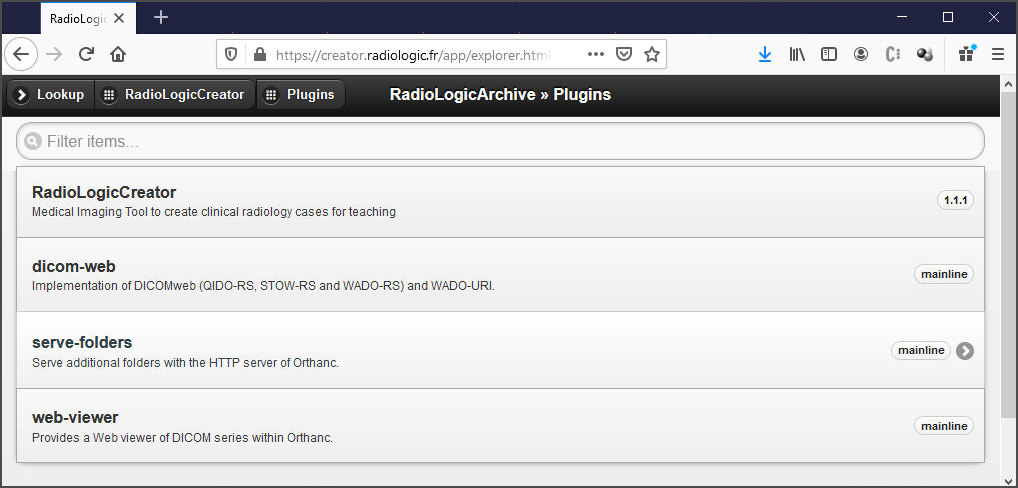 RadioLogic
https://creator.radiologic.fr/app/explorer.html
Lookup
RadioLogicCreator
Plugins
RadioLogicArchive » Plugins
Filter items...
RadioLogicCreator
Medical Imaging Tool to create clinical radiology cases for teaching
1.1.1
dicom-web
Implementation of DICOMweb (QIDO-RS, STOW-RS and WADO-RS) and WADO-URI.
mainline
serve-folders
Serve additional folders with the HTTP server of Orthanc.
mainline
web-viewer
Provides a Web viewer of DICOM series within Orthanc.
mainline